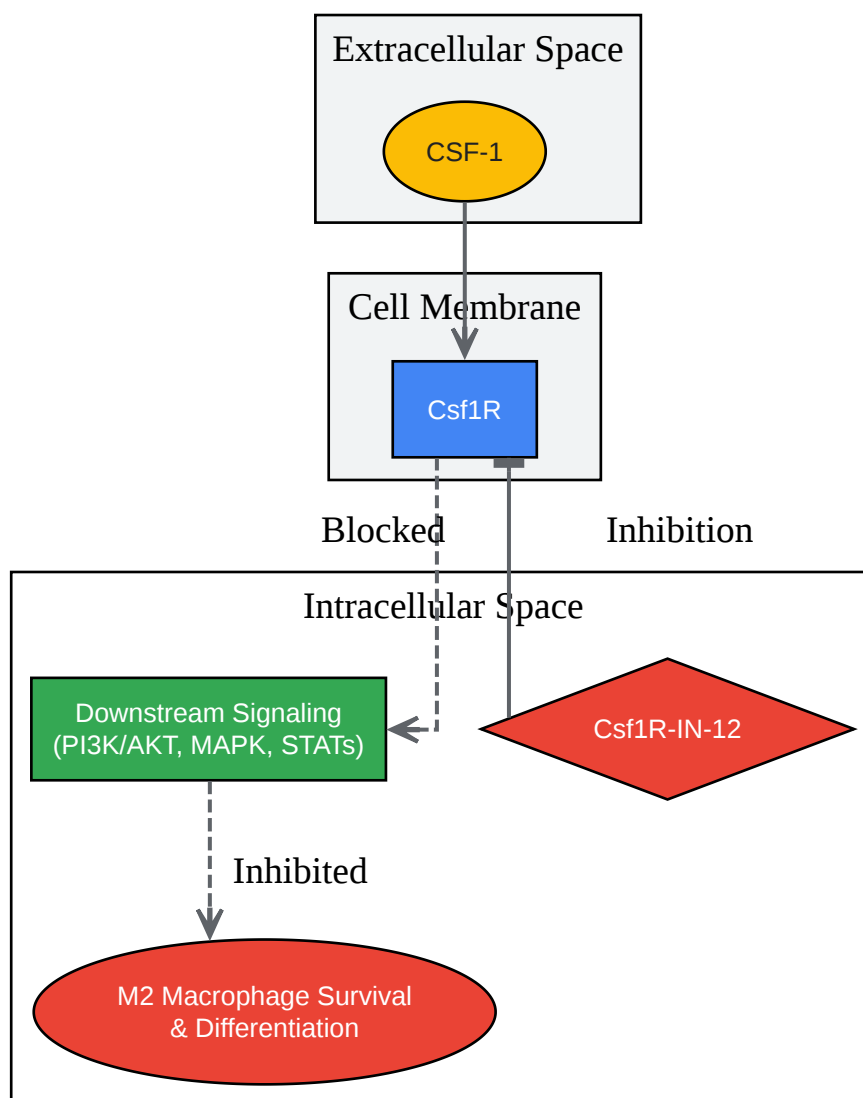 Extracellular Space
CSF-1
Cell Membrane
Csf1R
Blocked
Inhibition
Intracellular Space
Downstream Signaling
(PI3K/AKT, MAPK, STATs)
Csf1R-IN-12
Inhibited
M2 Macrophage Survival
& Differentiation